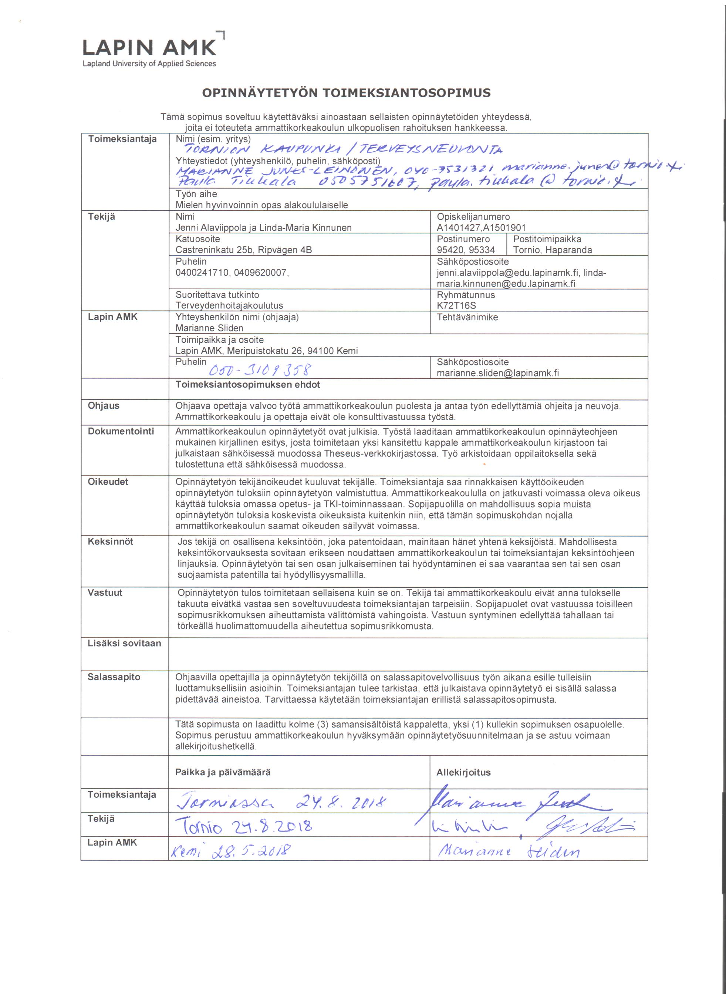 LAPIN AMK
Lapland University of Applied Sciences
OPINNÄYTETYÖN TOIMEKSIANTOSOPIMUS
Tämä sopimus soveltuu käytettäväksi ainoastaan sellaisten opinnäytetöiden yhteydessä,
joita ei toteuteta ammattikorkeakoulun ulkopuolisen rahoituksen hankkeessa.
Toimeksiantaja
Nimi (esim. yritys)
TORNION KAUPUNKI / TERVEYSNEUVONTA
Yhteystiedot (yhteyshenkilö, puhelin, sähköposti)
MARIANNE JUNES-LEINONEN, 040-7531321 marianne.junes@tornio.fi
Paula Tiukala 0505751607, paula.tiukala@tornio.fi
Työn aihe
Mielen hyvinvoinnin opas alakoululaiselle
Tekijä
Nimi
Jenni Alaviippola ja Linda-Maria Kinnunen
Opiskelijanumero
A1401427,A1501901
Katuosoite
Castreninkatu 25b, Ripvägen 4B
Postinumero
95420, 95334
Postitoimipaikka
Tornio, Haparanda
Puhelin
0400241710, 0409620007,
Sähköpostiosoite
jenni.alaviippola@edu.lapinamk.fi, linda-
maria.kinnunen@edu.lapinamk.fi
Suoritettava tutkinto
Terveydenhoitajakoulutus
Ryhmätunnus
K72T16S
Lapin AMK
Yhteyshenkilön nimi (ohjaaja)
Marianne Sliden
Tehtävänimike
Toimipaikka ja osoite
Lapin AMK, Meripuistokatu 26, 94100 Kemi
Puhelin 050-3109358
Sähköpostiosoite
marianne.sliden@lapinamk.fi
Toimeksiantosopimuksen ehdot
Ohjaus
Ohjaava opettaja valvoo työtä ammattikorkeakoulun puolesta ja antaa työn edellyttämiä ohjeita ja neuvoja.
Ammattikorkeakoulu ja opettaja eivät ole konsulttivastuussa työstä.
Dokumentointi
Ammattikorkeakoulun opinnäytetyöt ovat julkisia. Työstä laaditaan ammattikorkeakoulun opinnäyteohjeen
mukainen kirjallinen esitys, josta toimitetaan yksi kansitettu kappale ammattikorkeakoulun kirjastoon tai
julkaistaan sähköisessä muodossa Theseus-verkkokirjastossa. Työ arkistoidaan oppilaitoksella sekä
tulostettuna että sähköisessä muodossa.
Oikeudet
Opinnäytetyön tekijänoikeudet kuuluvat tekijälle. Toimeksiantaja saa rinnakkaisen käyttöoikeuden
opinnäytetyön tuloksiin opinnäytetyön valmistuttua. Ammattikorkeakoululla on jatkuvasti voimassa oleva oikeus
käyttää tuloksia omassa opetus- ja TKI-toiminnassaan. Sopijapuolilla on mahdollisuus sopia muista
opinnäytetyön tuloksia koskevista oikeuksista kuitenkin niin, että tämän sopimuskohdan nojalla
ammattikorkeakoulun saamat oikeuden säilyvät voimassa.
Keksinnöt
Jos tekijä on osallisena keksintöön, joka patentoidaan, mainitaan hänet yhtenä keksijöistä. Mahdollisesta
keksintökorvauksesta sovitaan erikseen noudattaen ammattikorkeakoulun tai toimeksiantajan keksintöohjeen
linjauksia. Opinnäytetyön tai sen osan julkaiseminen tai hyödyntäminen ei saa vaarantaa sen tai sen osan
suojaamista patentilla tai hyödyllisyysmallilla.
Vastuut
Opinnäytetyön tulos toimitetaan sellaisena kuin se on. Tekijä tai ammattikorkeakoulu eivät anna tulokselle
takuuta eivätkä vastaa sen soveltuvuudesta toimeksiantajan tarpeisiin. Sopijapuolet ovat vastuussa toisilleen
sopimusrikkomuksen aiheuttamista välittömistä vahingoista. Vastuun syntyminen edellyttää tahallaan tai
törkeällä huolimattomuudella aiheutettua sopimusrikkomusta.
Lisäksi sovitaan
Salassapito
Ohjaavilla opettajilla ja opinnäytetyön tekijöillä on salassapitovelvollisuus työn aikana esille tulleisiin
luottamuksellisiin asioihin. Toimeksiantajan tulee tarkistaa, että julkaistava opinnäytetyö ei sisällä salassa
pidettävää aineistoa. Tarvittaessa käytetään toimeksiantajan erillistä salassapitosopimusta.
Tätä sopimusta on laadittu kolme (3) samansisältöistä kappaletta, yksi (1) kullekin sopimuksen osapuolelle.
Sopimus perustuu ammattikorkeakoulun hyväksymään opinnäytetyösuunnitelmaan ja se astuu voimaan
allekirjoitushetkellä.
Paikka ja päivämäärä
Allekirjoitus
Toimeksiantaja
Torniossa 24.8.2018
Marianne
Tekijä
Tornio 24.8.2018
Lapin AMK
Kemi 28.5.2018
Marianne Sliden